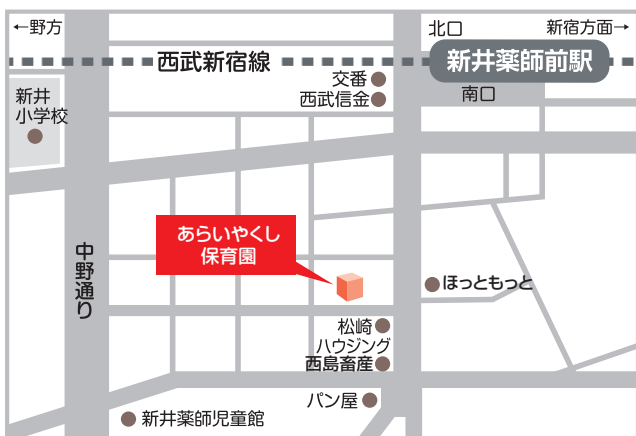 ←野方
北口
新宿方面→
西武新宿線
新井薬師前駅
交番
西武信金
南口
新井
小学校
あらいやくし
保育園
中野通り
ほっともっと
松崎
ハウジング
西島畜産
パン屋
新井薬師児童館